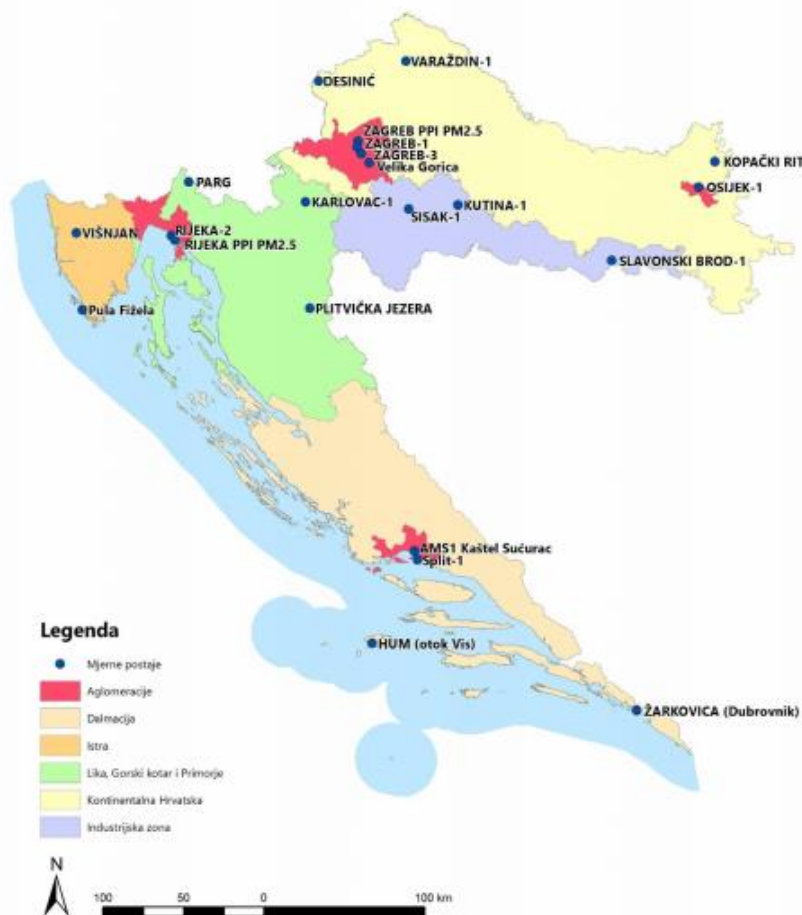 VARAŽDIN-1
DESINIĆ
ZAGREB PPI PM2.5
ZAGREB-1
ZAGREB-3
Velika Gorica
KOPAČKI RIT
PARG
OSIJEK-1
KARLOVAC-1
KUTINA-1
SISAK-1
RIJEKA-2
VIŠNJAN
RIJEKA PPI PM2.5
SLAVONSKI BROD-1
Pula Fižela
PLITVIČKA JEZERA
AMS1 Kaštel Sućurac
Split-1
HUM (otok Vis)
ŽARKOVICA (Dubrovnik)
Legenda
Mjerne postaje
Aglomeracije
Dalmacija
Istra
Lika, Gorski kotar i Primorje
Kontinentalna Hrvatska
Industrijska zona
N
100 50 0 100 km